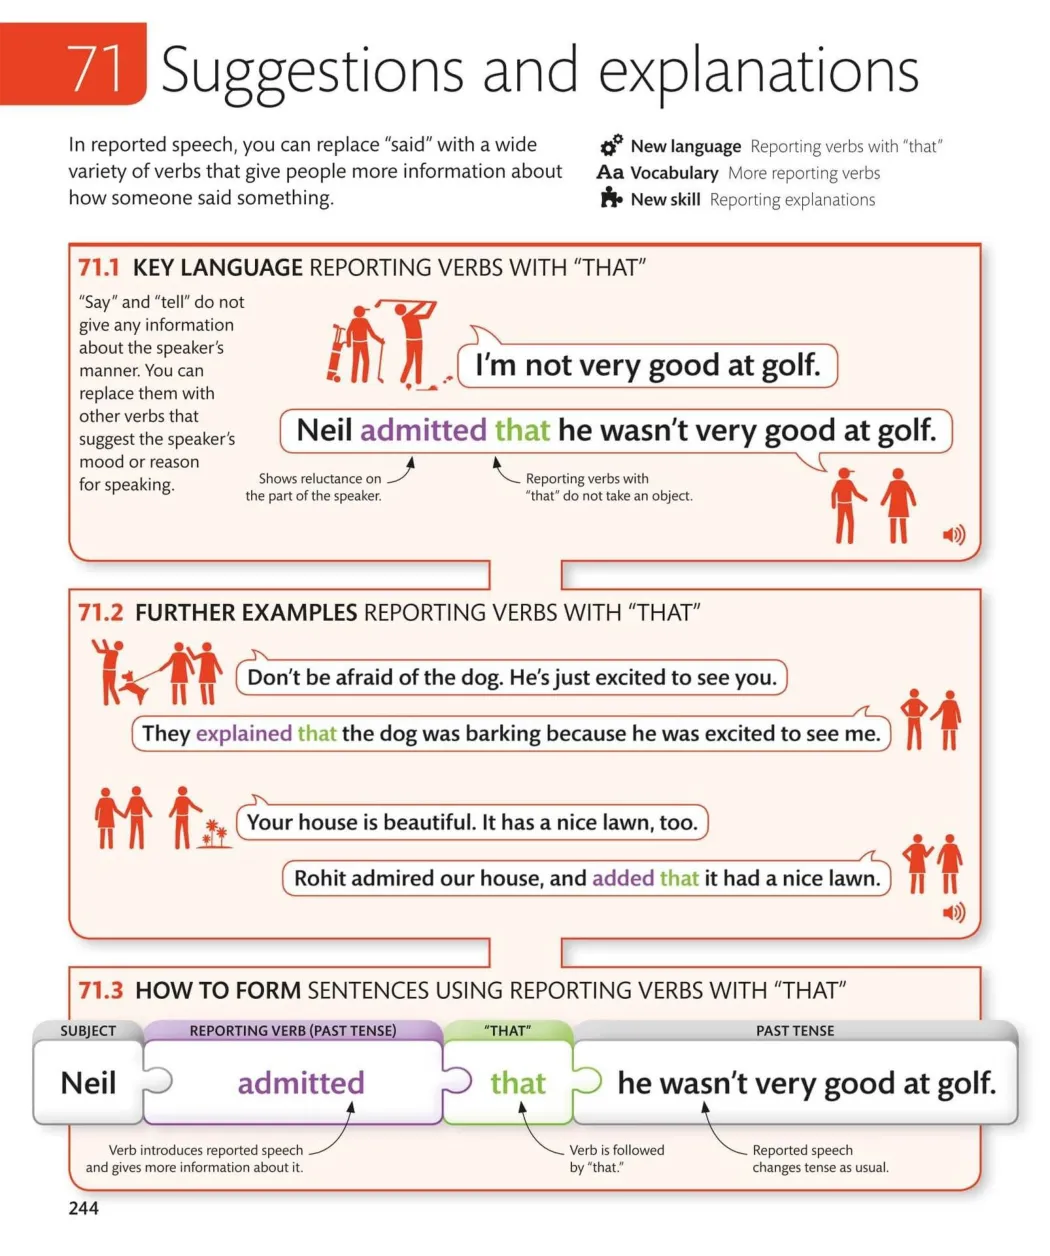 71 Suggestions and explanations
In reported speech, you can replace “said” with a wide
variety of verbs that give people more information about
how someone said something.
New language Reporting verbs with “that”
Aa Vocabulary More reporting verbs
New skill Reporting explanations
71.1 KEY LANGUAGE REPORTING VERBS WITH “THAT”
“Say” and “tell” do not
give any information
about the speaker’s
manner. You can
replace them with
other verbs that
suggest the speaker’s
mood or reason
for speaking.
I’m not very good at golf.
Neil admitted that he wasn’t very good at golf.
Shows reluctance on
the part of the speaker.
Reporting verbs with
“that” do not take an object.
71.2 FURTHER EXAMPLES REPORTING VERBS WITH “THAT”
Don’t be afraid of the dog. He’s just excited to see you.
They explained that the dog was barking because he was excited to see me.
Your house is beautiful. It has a nice lawn, too.
Rohit admired our house, and added that it had a nice lawn.
71.3 HOW TO FORM SENTENCES USING REPORTING VERBS WITH “THAT”
SUBJECT REPORTING VERB (PAST TENSE) “THAT” PAST TENSE
Neil admitted that he wasn’t very good at golf.
Verb introduces reported speech
and gives more information about it.
Verb is followed
by “that.”
Reported speech
changes tense as usual.
244